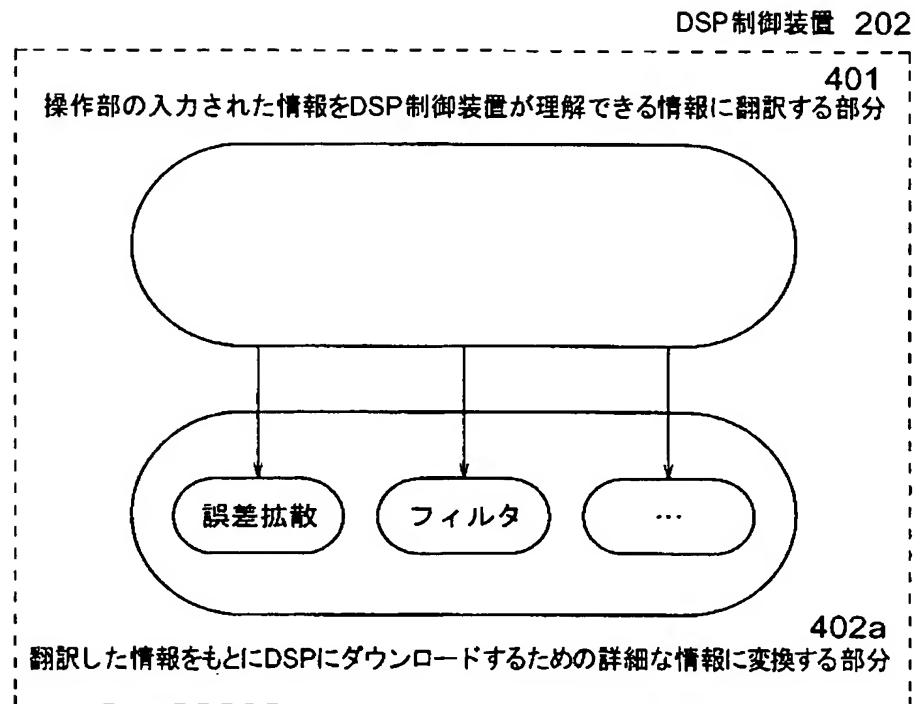 DSP制御装置 202
401
操作部の入力された情報をDSP制御装置が理解できる情報に翻訳する部分
誤差拡散
フィルタ
…
402a
翻訳した情報をもとにDSPにダウンロードするための詳細な情報に変換する部分